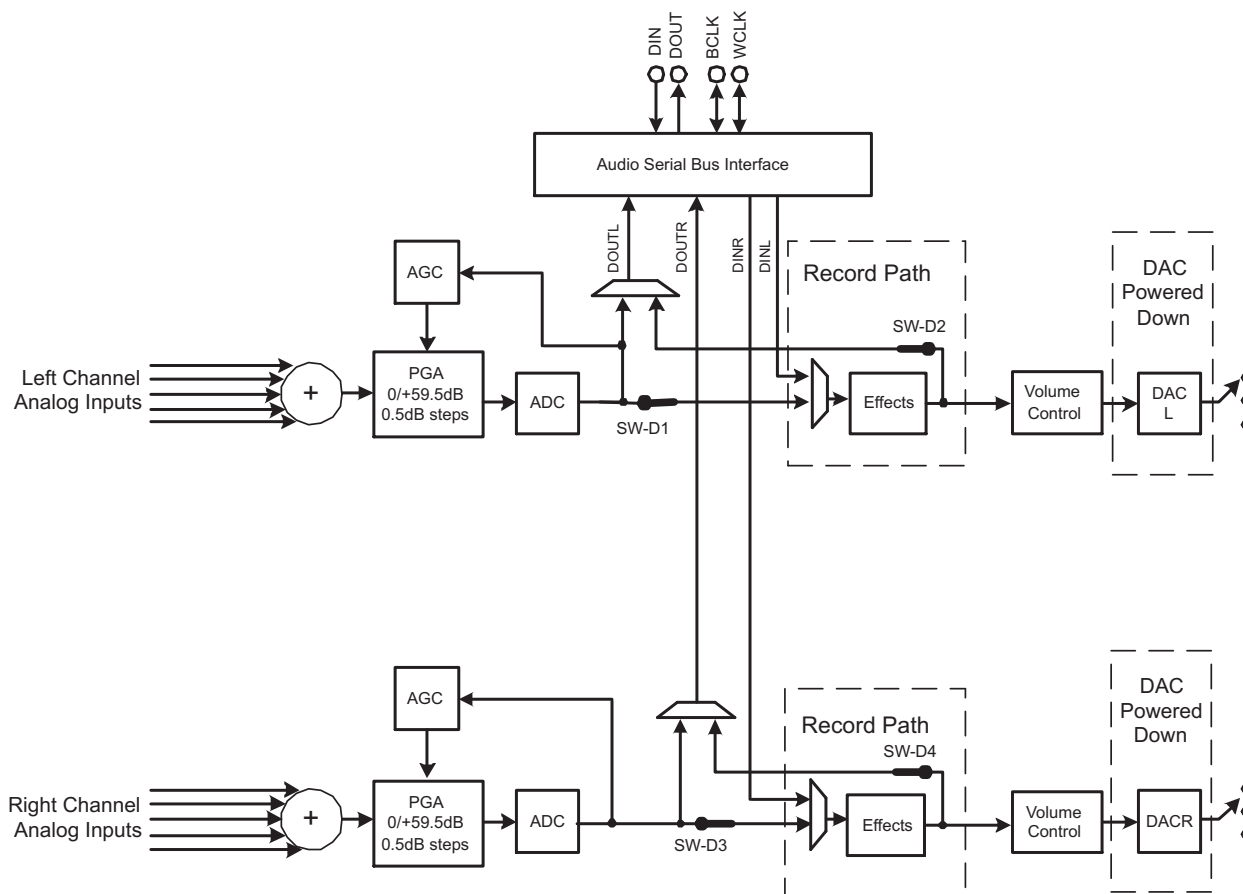 DIN
DOUT
BCLK
WCLK
Audio Serial Bus Interface
DOUTL
DOUTR
DINR
DINL
Record Path
DAC
Powered
Down
AGC
SW-D2
Left Channel
Analog Inputs
+
PGA
0/+59.5dB
0.5dB steps
ADC
SW-D1
Effects
Volume
Control
DAC
L
AGC
Record Path
DAC
Powered
Down
SW-D4
Right Channel
Analog Inputs
+
PGA
0/+59.5dB
0.5dB steps
ADC
SW-D3
Effects
Volume
Control
DACR